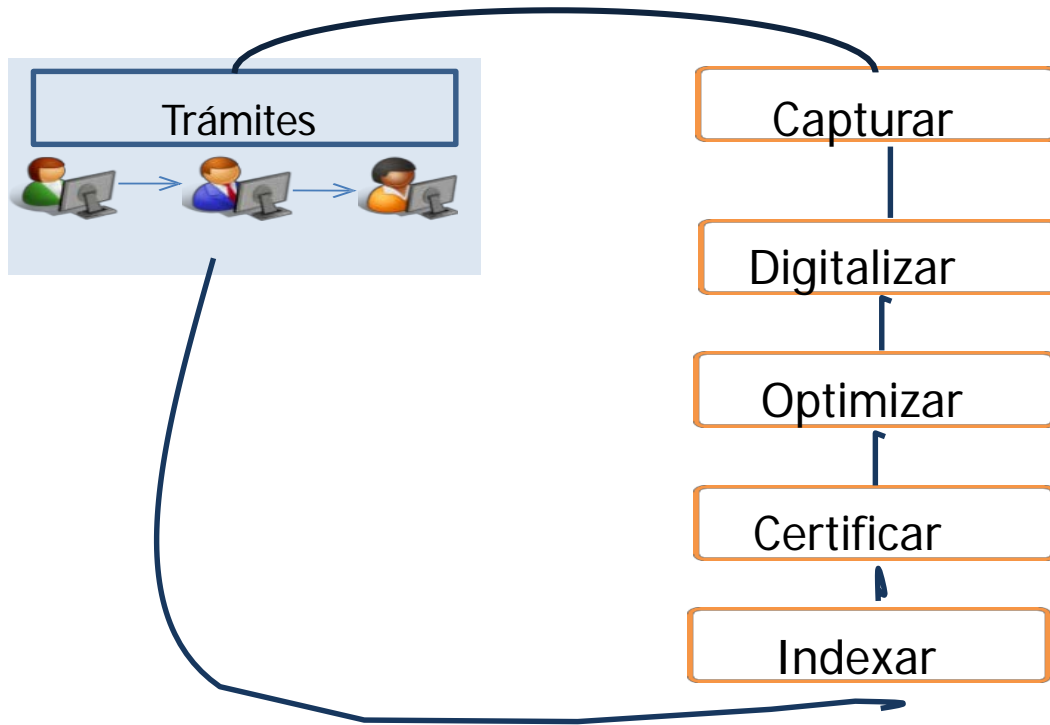 Trámites
Capturar
Digitalizar
Optimizar
Certificar
Indexar